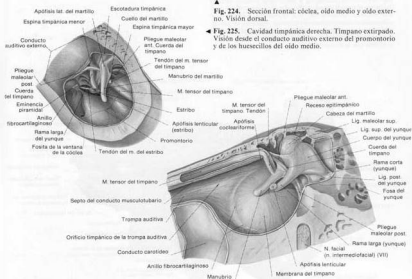 Fig. 224. Sección frontal: cóclea, oído medio y oído exter-
no. Visión dorsal.
◄ Fig. 225. Cavidad timpánica derecha. Tímpano extirpado.
Visión desde el conducto auditivo externo del promontorio
y de los huesecillos del oído medio.
Apófisis lat. del martillo
Escotadura timpánica
Espina timpánica menor
Cuello del martillo
Espina timpánica mayor
Conducto
auditivo externo
Pliegue maleolar
ant. Cuerda del
tímpano
Tendón del m. tensor
del tímpano
Manubrio del martillo
Pliegue
maleolar
post.
Cuerda
del tímpano
M. tensor del tímpano
Eminencia
piramidal
Estribo
Anillo
fibrocartilaginoso
Apófisis lenticular
(estribo)
Rama larga
del yunque
Promontorio
Fosita de la ventana
de la cóclea
Tendón del m. del estribo
Pliegue maleolar ant.
M. tensor del
tímpano. Tendón
Receso epitimpánico
Apófisis
cocleariforme
Cabeza del martillo
Lig. maleolar sup.
Lig. sup. del yunque
Cuerpo del yunque
Cuerda del
tímpano
Rama corta
(yunque)
Lig. post.
del yunque
Fosa del
yunque
M. tensor del tímpano
Septo del conducto musculotubario
Trompa auditiva
Orificio timpánico de la trompa auditiva
Pliegue
maleolar post.
Conducto carotídeo
Rama larga (yunque)
N. facial
(n. intermediofacial) (VII)
Anillo fibrocartilaginoso
Apófisis lenticular
Manubrio
Membrana del tímpano